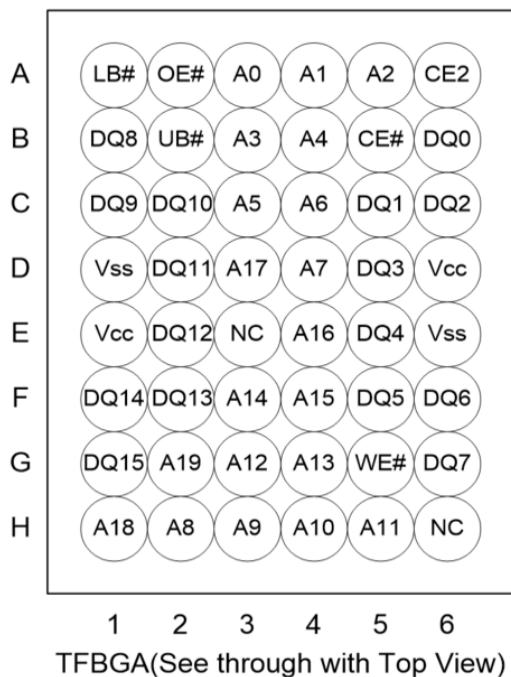 A LB# OE# A0 A1 A2 CE2
B DQ8 UB# A3 A4 CE# DQ0
C DQ9 DQ10 A5 A6 DQ1 DQ2
D Vss DQ11 A17 A7 DQ3 Vcc
E Vcc DQ12 NC A16 DQ4 Vss
F DQ14 DQ13 A14 A15 DQ5 DQ6
G DQ15 A19 A12 A13 WE# DQ7
H A18 A8 A9 A10 A11 NC
1 2 3 4 5 6
TFBGA(See through with Top View)